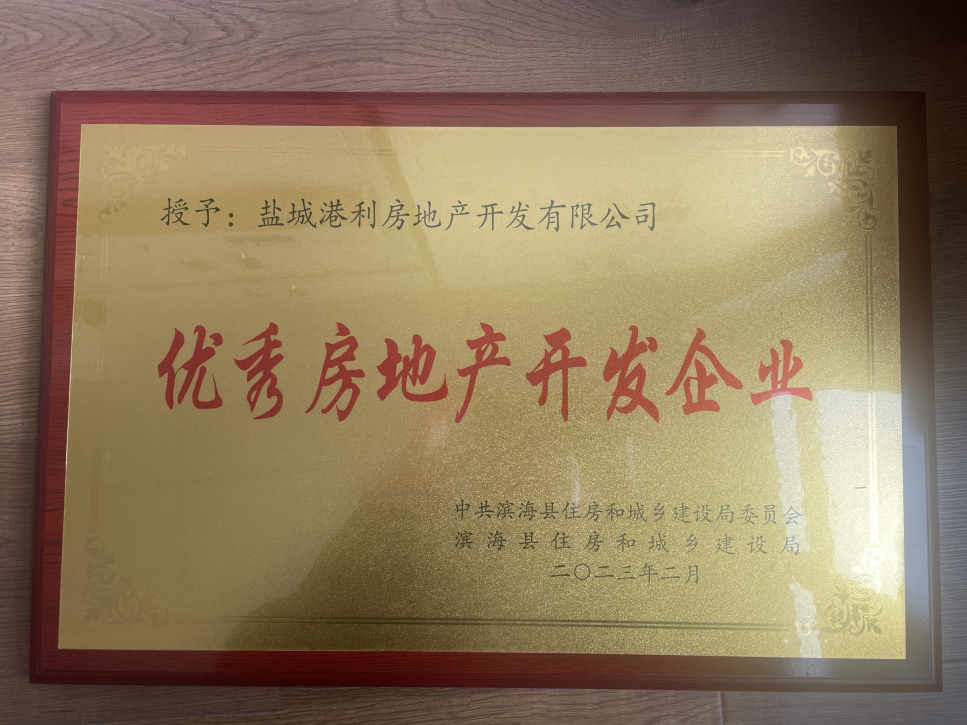 授予：盐城港利房地产开发有限公司
优秀房地产开发企业
中共滨海县住房和城乡建设局委员会
滨海县住房和城乡建设局
二〇二三年二月